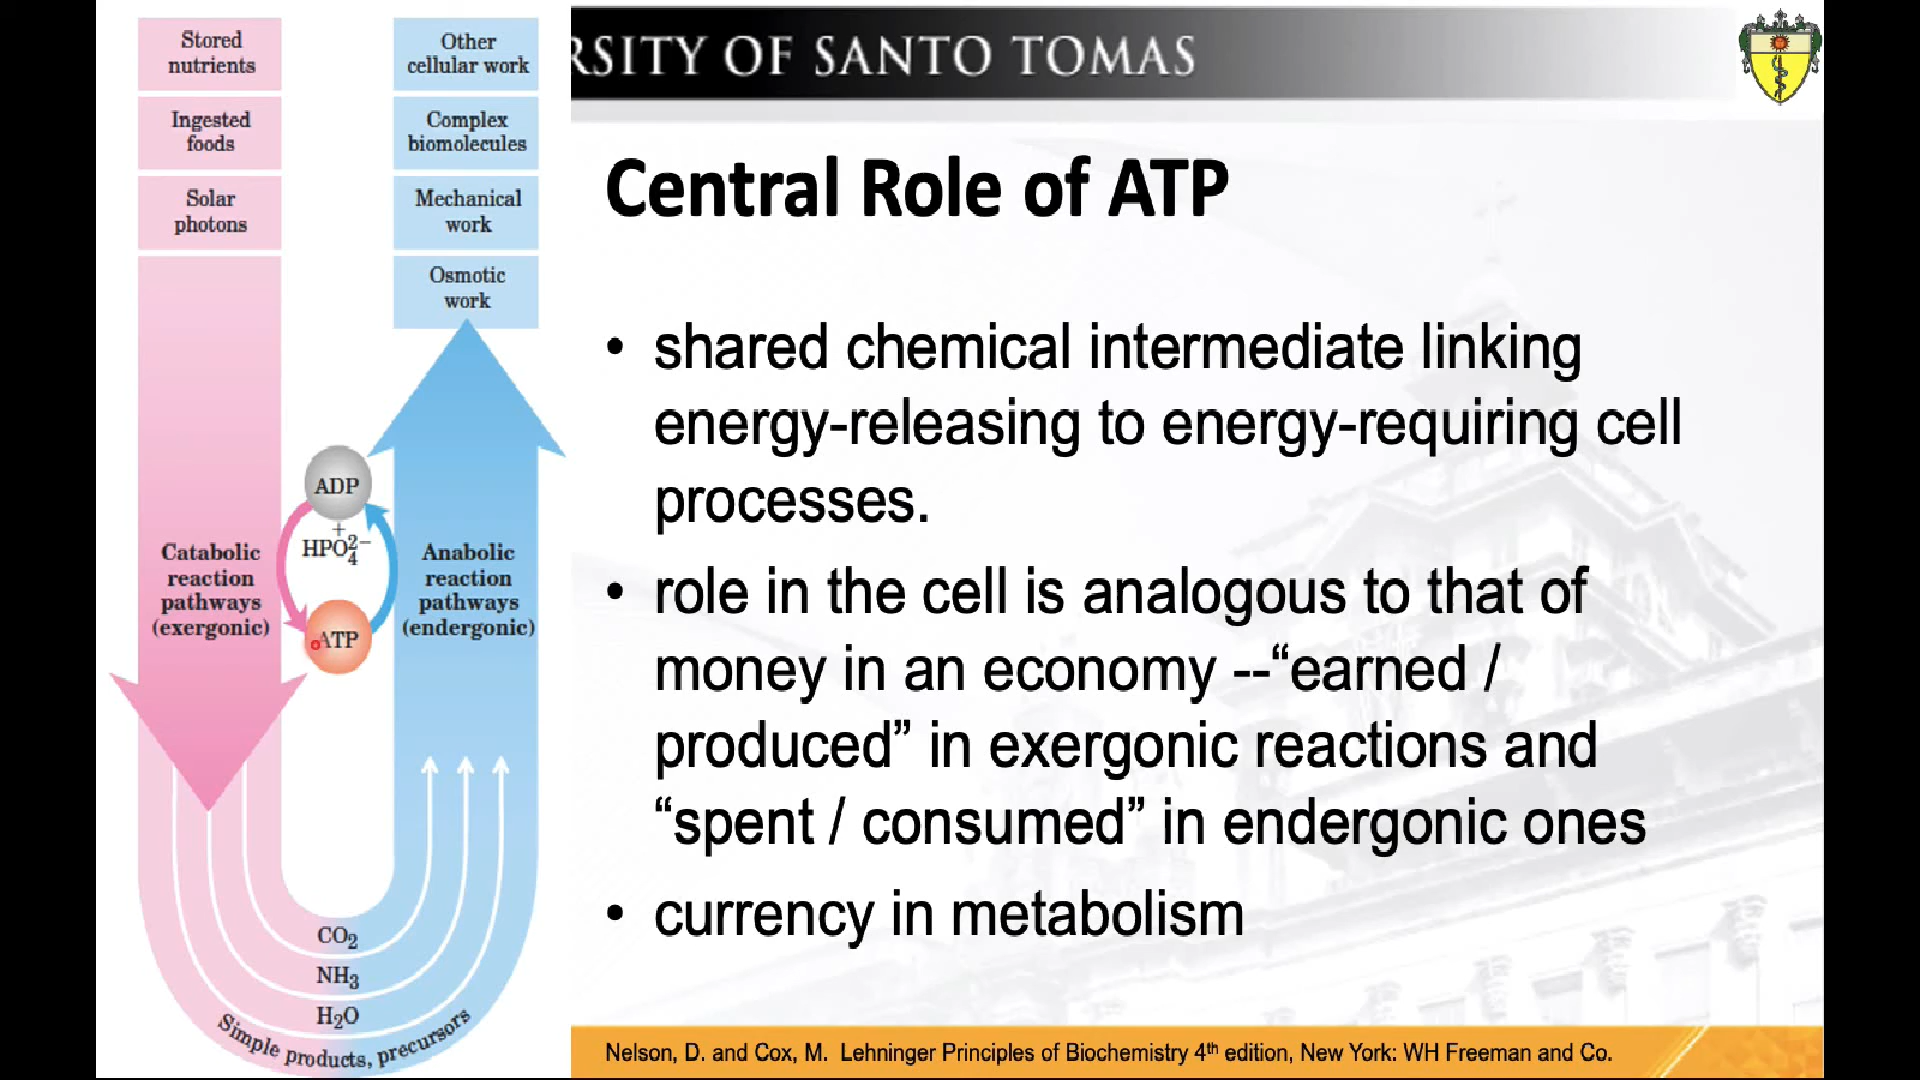 Stored
nutrients
Ingested
foods
Solar
photons
Other
cellular work
Complex
biomolecules
Mechanical
work
Osmotic
work
ADP
+
HPO₄²⁻
ATP
Catabolic
reaction
pathways
(exergonic)
Anabolic
reaction
pathways
(endergonic)
CO₂
NH₃
H₂O
Simple products, precursors
RSITY OF SANTO TOMAS
Central Role of ATP
• shared chemical intermediate linking
energy-releasing to energy-requiring cell
processes.
• role in the cell is analogous to that of
money in an economy --“earned /
produced” in exergonic reactions and
“spent / consumed” in endergonic ones
• currency in metabolism
Nelson, D. and Cox, M. Lehninger Principles of Biochemistry 4th edition, New York: WH Freeman and Co.